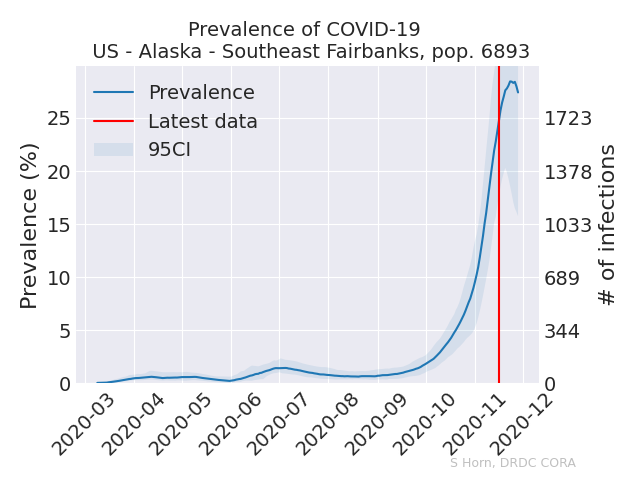 Prevalence of COVID-19
US - Alaska - Southeast Fairbanks, pop. 6893
Prevalence
Latest data
95CI
Prevalence (%)
25
20
15
10
5
0
1723
1378
1033
689
344
0
# of infections
2020-03
2020-04
2020-05
2020-06
2020-07
2020-08
2020-09
2020-10
2020-11
2020-12
S Horn, DRDC CORA